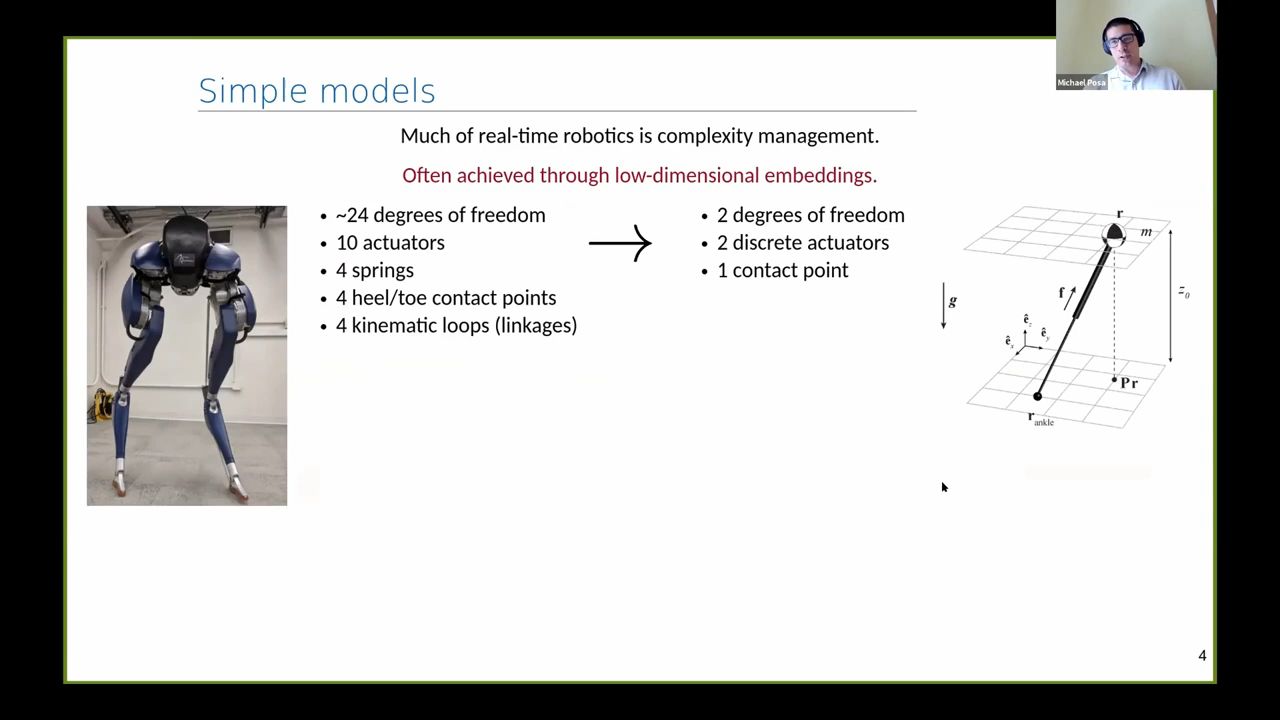 Michael Posa
Simple models
Much of real-time robotics is complexity management.
Often achieved through low-dimensional embeddings.
• ~24 degrees of freedom
• 10 actuators
• 4 springs
• 4 heel/toe contact points
• 4 kinematic loops (linkages)
• 2 degrees of freedom
• 2 discrete actuators
• 1 contact point
r
m
z₀
f
g
ê_z
ê_x
ê_y
Pr
r_ankle
4